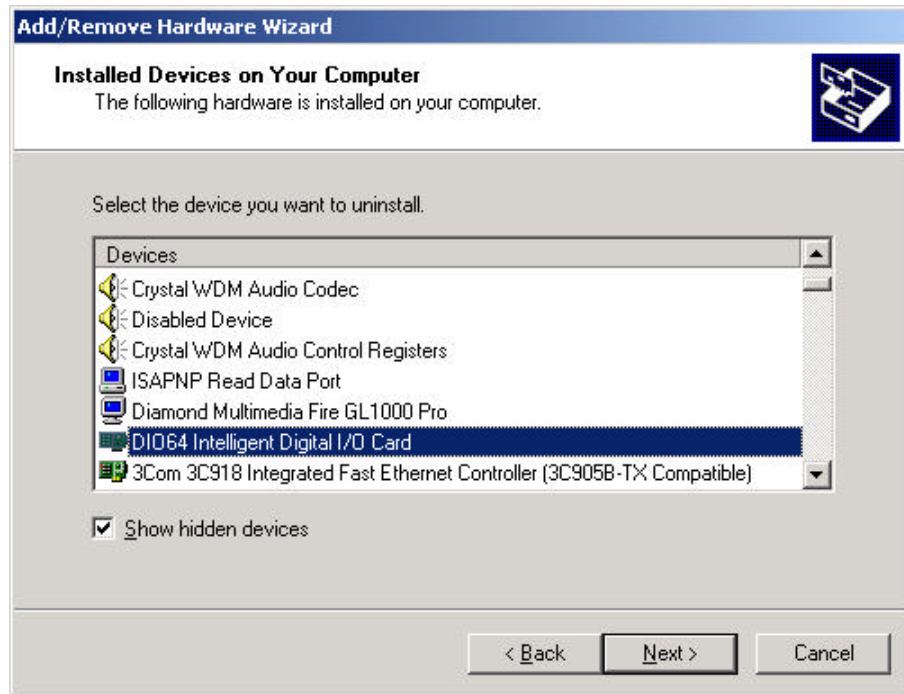 Add/Remove Hardware Wizard
Installed Devices on Your Computer
The following hardware is installed on your computer.
Select the device you want to uninstall.
Devices
Crystal WDM Audio Codec
Disabled Device
Crystal WDM Audio Control Registers
ISAPNP Read Data Port
Diamond Multimedia Fire GL1000 Pro
DIO64 Intelligent Digital I/O Card
3Com 3C918 Integrated Fast Ethernet Controller (3C905B-TX Compatible)
Show hidden devices
< Back Next > Cancel